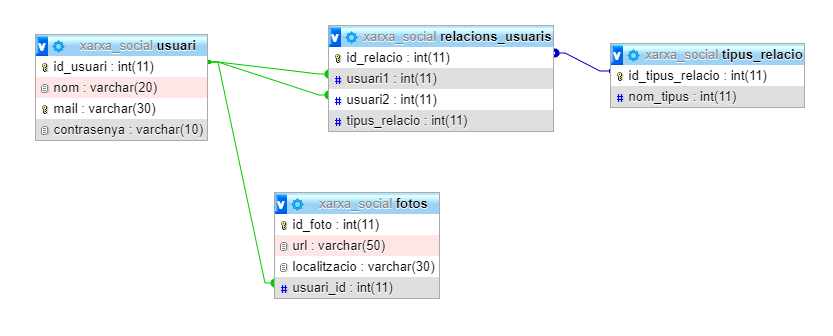 xarxa_social usuari
id_usuari : int(11)
nom : varchar(20)
mail : varchar(30)
contrasenya : varchar(10)
xarxa_social relacions_usuaris
id_relacio : int(11)
usuari1 : int(11)
usuari2 : int(11)
tipus_relacio : int(11)
xarxa_social tipus_relacio
id_tipus_relacio : int(11)
nom_tipus : int(11)
xarxa_social fotos
id_foto : int(11)
url : varchar(50)
localitzacio : varchar(30)
usuari_id : int(11)